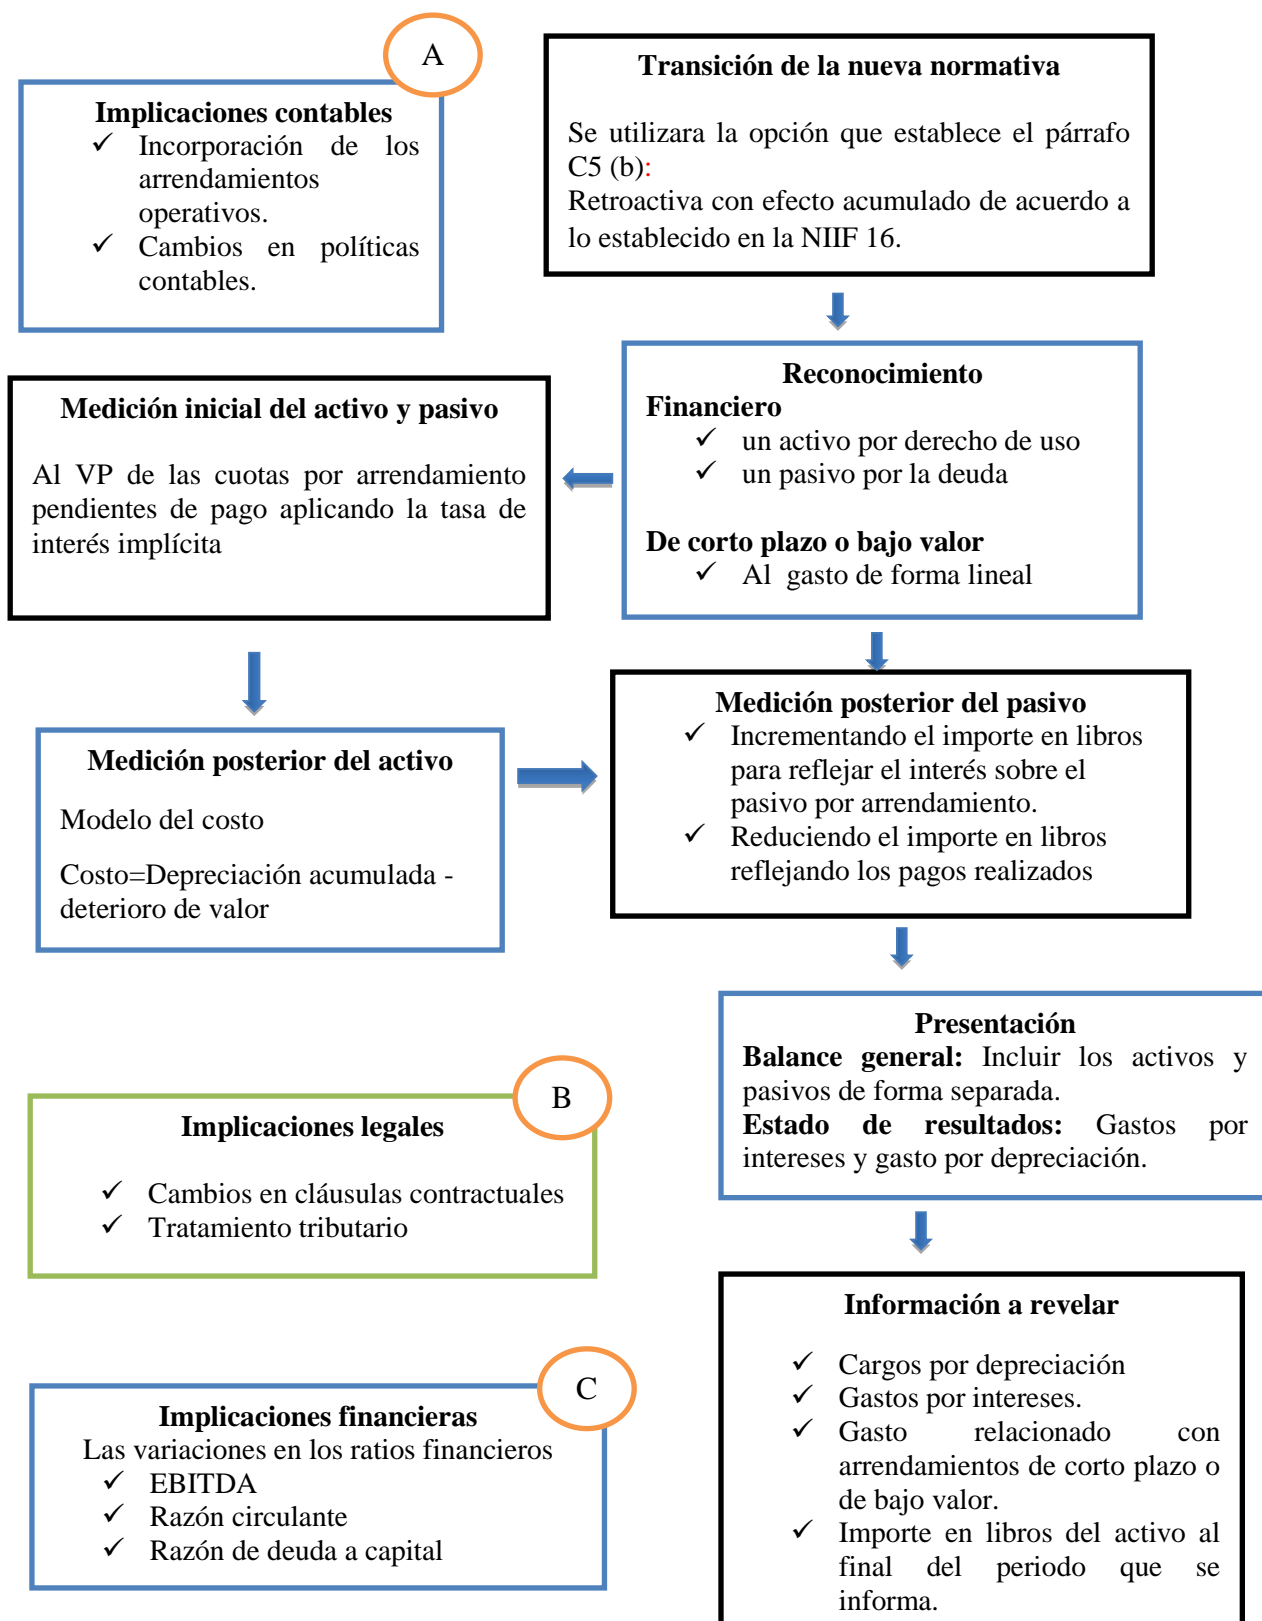 A
Implicaciones contables
✓ Incorporación de los
arrendamientos
operativos.
✓ Cambios en políticas
contables.
Transición de la nueva normativa
Se utilizara la opción que establece el párrafo
C5 (b):
Retroactiva con efecto acumulado de acuerdo a
lo establecido en la NIIF 16.
Reconocimiento
Financiero
✓ un activo por derecho de uso
✓ un pasivo por la deuda
De corto plazo o bajo valor
✓ Al gasto de forma lineal
Medición inicial del activo y pasivo
Al VP de las cuotas por arrendamiento
pendientes de pago aplicando la tasa de
interés implícita
Medición posterior del activo
Modelo del costo
Costo=Depreciación acumulada -
deterioro de valor
Medición posterior del pasivo
✓ Incrementando el importe en libros
para reflejar el interés sobre el
pasivo por arrendamiento.
✓ Reduciendo el importe en libros
reflejando los pagos realizados
Presentación
Balance general: Incluir los activos y
pasivos de forma separada.
Estado de resultados: Gastos por
intereses y gasto por depreciación.
B
Implicaciones legales
✓ Cambios en cláusulas contractuales
✓ Tratamiento tributario
Información a revelar
✓ Cargos por depreciación
✓ Gastos por intereses.
✓ Gasto relacionado con
arrendamientos de corto plazo o
de bajo valor.
✓ Importe en libros del activo al
final del periodo que se
informa.
C
Implicaciones financieras
Las variaciones en los ratios financieros
✓ EBITDA
✓ Razón circulante
✓ Razón de deuda a capital